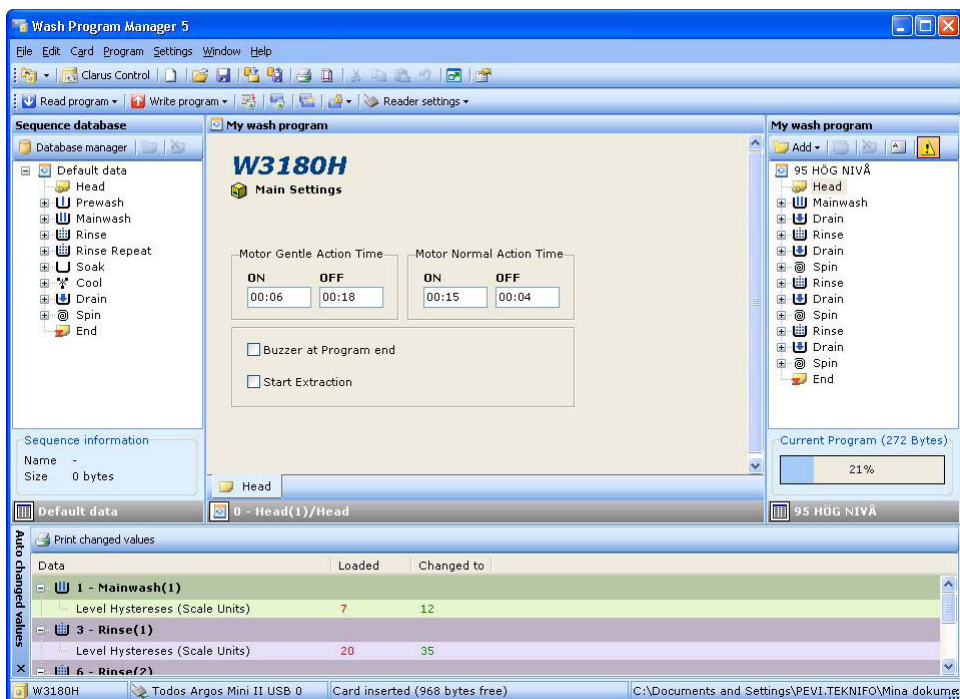 Wash Program Manager 5
File Edit Card Program Settings Window Help
Clarus Control
Read program Write program Reader settings
Sequence database
Database manager
Default data
Head
Prewash
Mainwash
Rinse
Rinse Repeat
Soak
Cool
Drain
Spin
End
Sequence information
Name -
Size 0 bytes
Default data
My wash program
W3180H
Main Settings
Motor Gentle Action Time
ON OFF
00:06 00:18
Motor Normal Action Time
ON OFF
00:15 00:04
Buzzer at Program end
Start Extraction
Head
0 - Head(1)/Head
My wash program
Add
95 HÖG NIVÅ
Head
Mainwash
Drain
Rinse
Drain
Spin
Rinse
Drain
Spin
Rinse
Drain
Spin
End
Current Program (272 Bytes)
21%
95 HÖG NIVÅ
Auto changed values
Print changed values
Data Loaded Changed to
1 - Mainwash(1)
Level Hystereses (Scale Units) 7 12
3 - Rinse(1)
Level Hystereses (Scale Units) 20 35
6 - Rinse(2)
W3180H Todos Argos Mini II USB 0 Card inserted (968 bytes free) C:\Documents and Settings\PEVI.TEKNIFO\Mina dokume